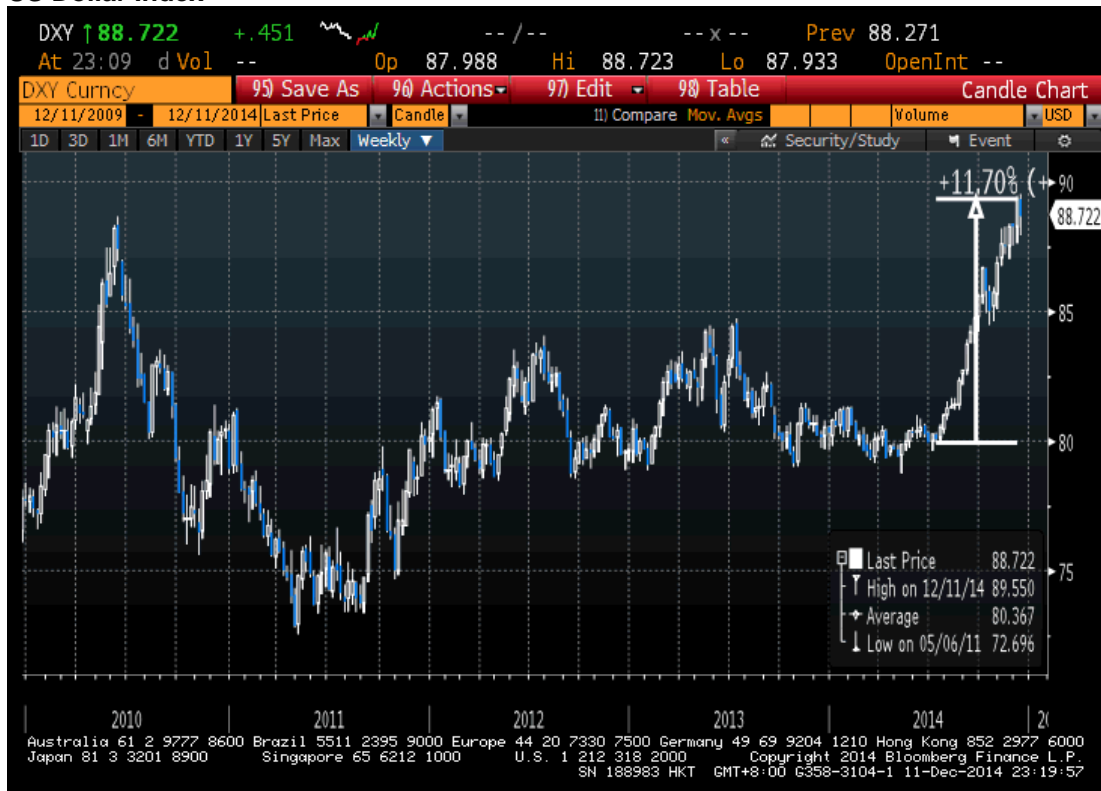 DXY ↑88.722 +.451 -- / -- -- x -- Prev 88.271
At 23:09 d Vol -- Op 87.988 Hi 88.723 Lo 87.933 OpenInt --
DXY Curncy 95) Save As 96) Actions 97) Edit 98) Table Candle Chart
12/11/2009 - 12/11/2014 Last Price Candle 11) Compare Mov. Avgs Volume USD
1D 3D 1M 6M YTD 1Y 5Y Max Weekly ▼ « Security/Study Event
+11.70% (+ 90
88.722
85
80
Last Price 88.722
High on 12/11/14 89.550
75
Average 80.367
Low on 05/06/11 72.696
2010 2011 2012 2013 2014 2(
Australia 61 2 9777 8600 Brazil 5511 2395 9000 Europe 44 20 7330 7500 Germany 49 69 9204 1210 Hong Kong 852 2977 6000
Japan 81 3 3201 8900 Singapore 65 6212 1000 U.S. 1 212 318 2000 Copyright 2014 Bloomberg Finance L.P.
SN 188983 HKT GMT+8:00 G358-3104-1 11-Dec-2014 23:19:57